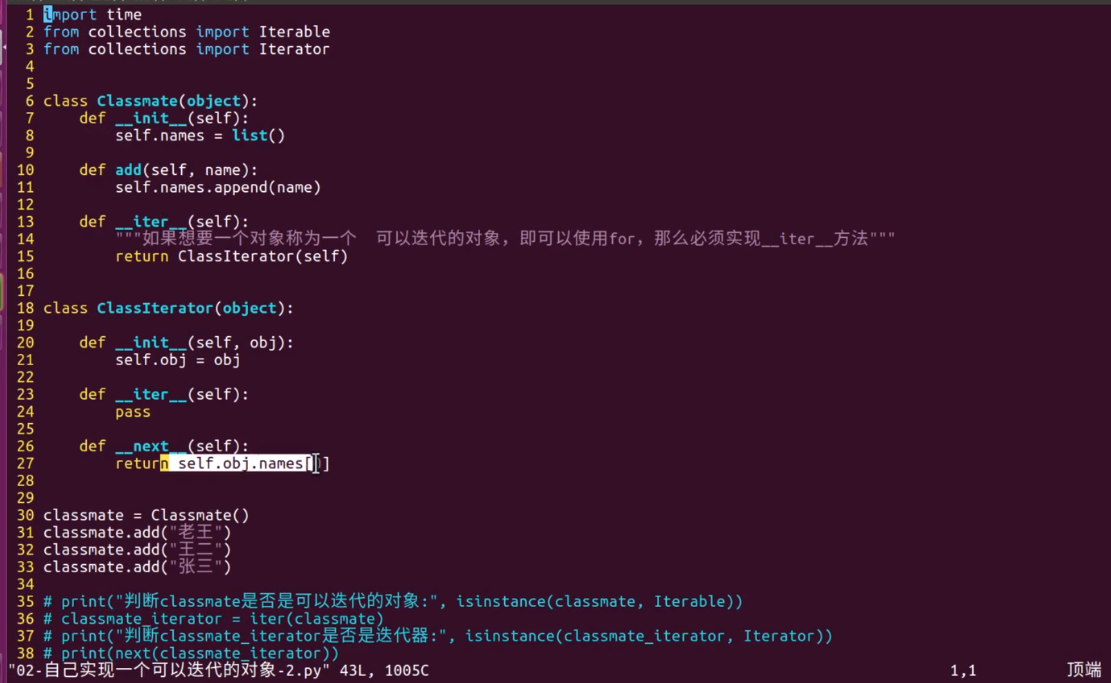 1 import time
2 from collections import Iterable
3 from collections import Iterator
4
5
6 class Classmate(object):
7     def __init__(self):
8         self.names = list()
9
10     def add(self, name):
11         self.names.append(name)
12
13     def __iter__(self):
14         """如果想要一个对象称为一个  可以迭代的对象，即可以使用for，那么必须实现__iter__方法"""
15         return ClassIterator(self)
16
17
18 class ClassIterator(object):
19
20     def __init__(self, obj):
21         self.obj = obj
22
23     def __iter__(self):
24         pass
25
26     def __next__(self):
27         return self.obj.names[]
28
29
30 classmate = Classmate()
31 classmate.add("老王")
32 classmate.add("王二")
33 classmate.add("张三")
34
35 # print("判断classmate是否是可以迭代的对象:", isinstance(classmate, Iterable))
36 # classmate_iterator = iter(classmate)
37 # print("判断classmate_iterator是否是迭代器:", isinstance(classmate_iterator, Iterator))
38 # print(next(classmate_iterator))
"02-自己实现一个可以迭代的对象-2.py" 43L, 1005C 1,1 顶端